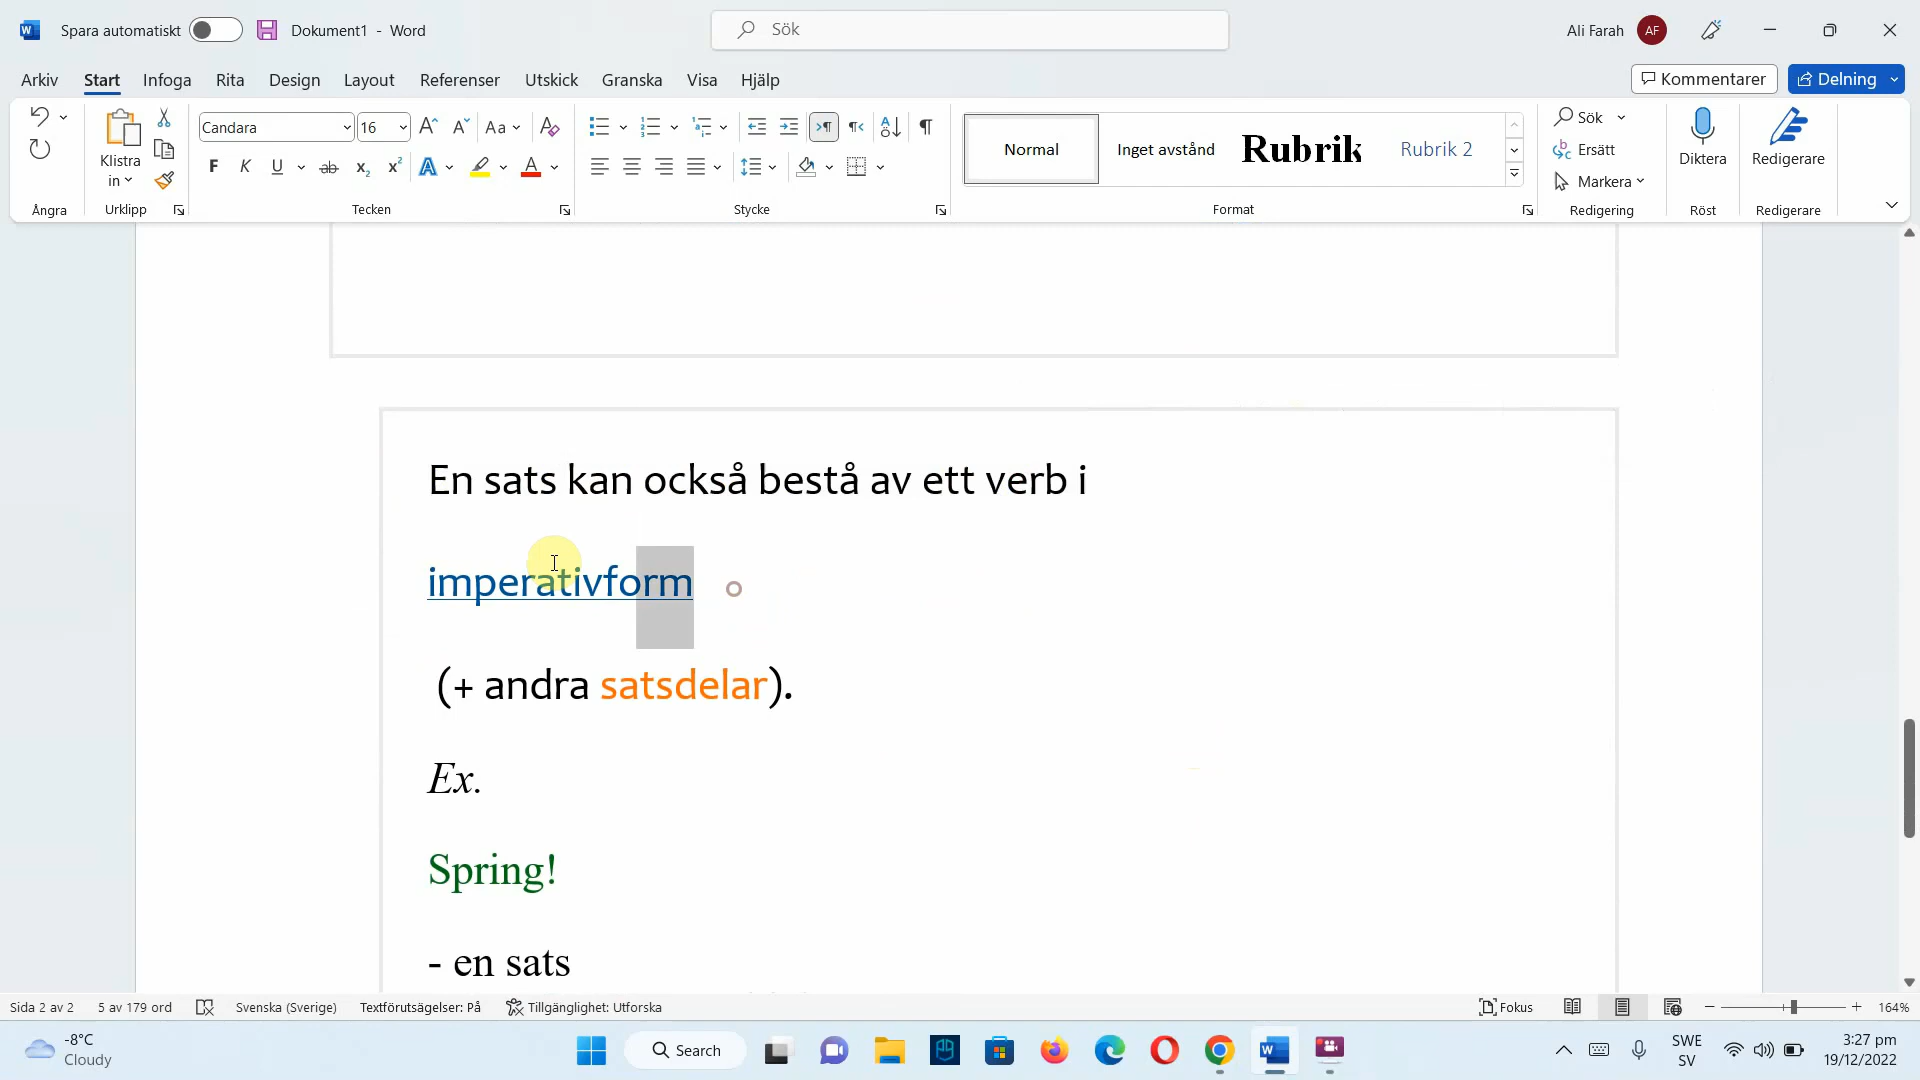 Spara automatiskt Dokument1 - Word Sök Ali Farah AF
Arkiv Start Infoga Rita Design Layout Referenser Utskick Granska Visa Hjälp Kommentarer Delning
Klistra in
Ångra
Urklipp
Candara 16
Aa
F K U ab x₂ x² A A
Tecken
Stycke
Normal Inget avstånd Rubrik Rubrik 2
Format
Sök
Ersätt
Markera
Redigering
Diktera
Röst
Redigerare
Redigerare
En sats kan också bestå av ett verb i
imperativform
(+ andra satsdelar).
Ex.
Spring!
- en sats
Sida 2 av 2 5 av 179 ord Svenska (Sverige) Textförutsägelser: På Tillgänglighet: Utforska Fokus 164%
-8°C
Cloudy
Search
SWE
SV
3:27 pm
19/12/2022